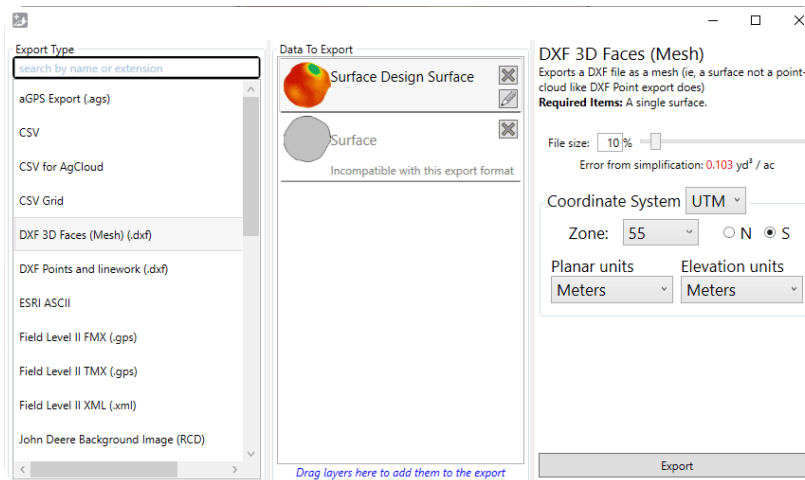 Export Type
search by name or extension
aGPS Export (.ags)
CSV
CSV for AgCloud
CSV Grid
DXF 3D Faces (Mesh) (.dxf)
DXF Points and linework (.dxf)
ESRI ASCII
Field Level II FMX (.gps)
Field Level II TMX (.gps)
Field Level II XML (.xml)
John Deere Background Image (RCD)
Data To Export
Surface Design Surface
Surface
Incompatible with this export format
Drag layers here to add them to the export
DXF 3D Faces (Mesh)
Exports a DXF file as a mesh (ie, a surface not a point-
cloud like DXF Point export does)
Required Items: A single surface.
File size: 10 %
Error from simplification: 0.103 yd³ / ac
Coordinate System UTM
Zone: 55 N S
Planar units Elevation units
Meters Meters
Export